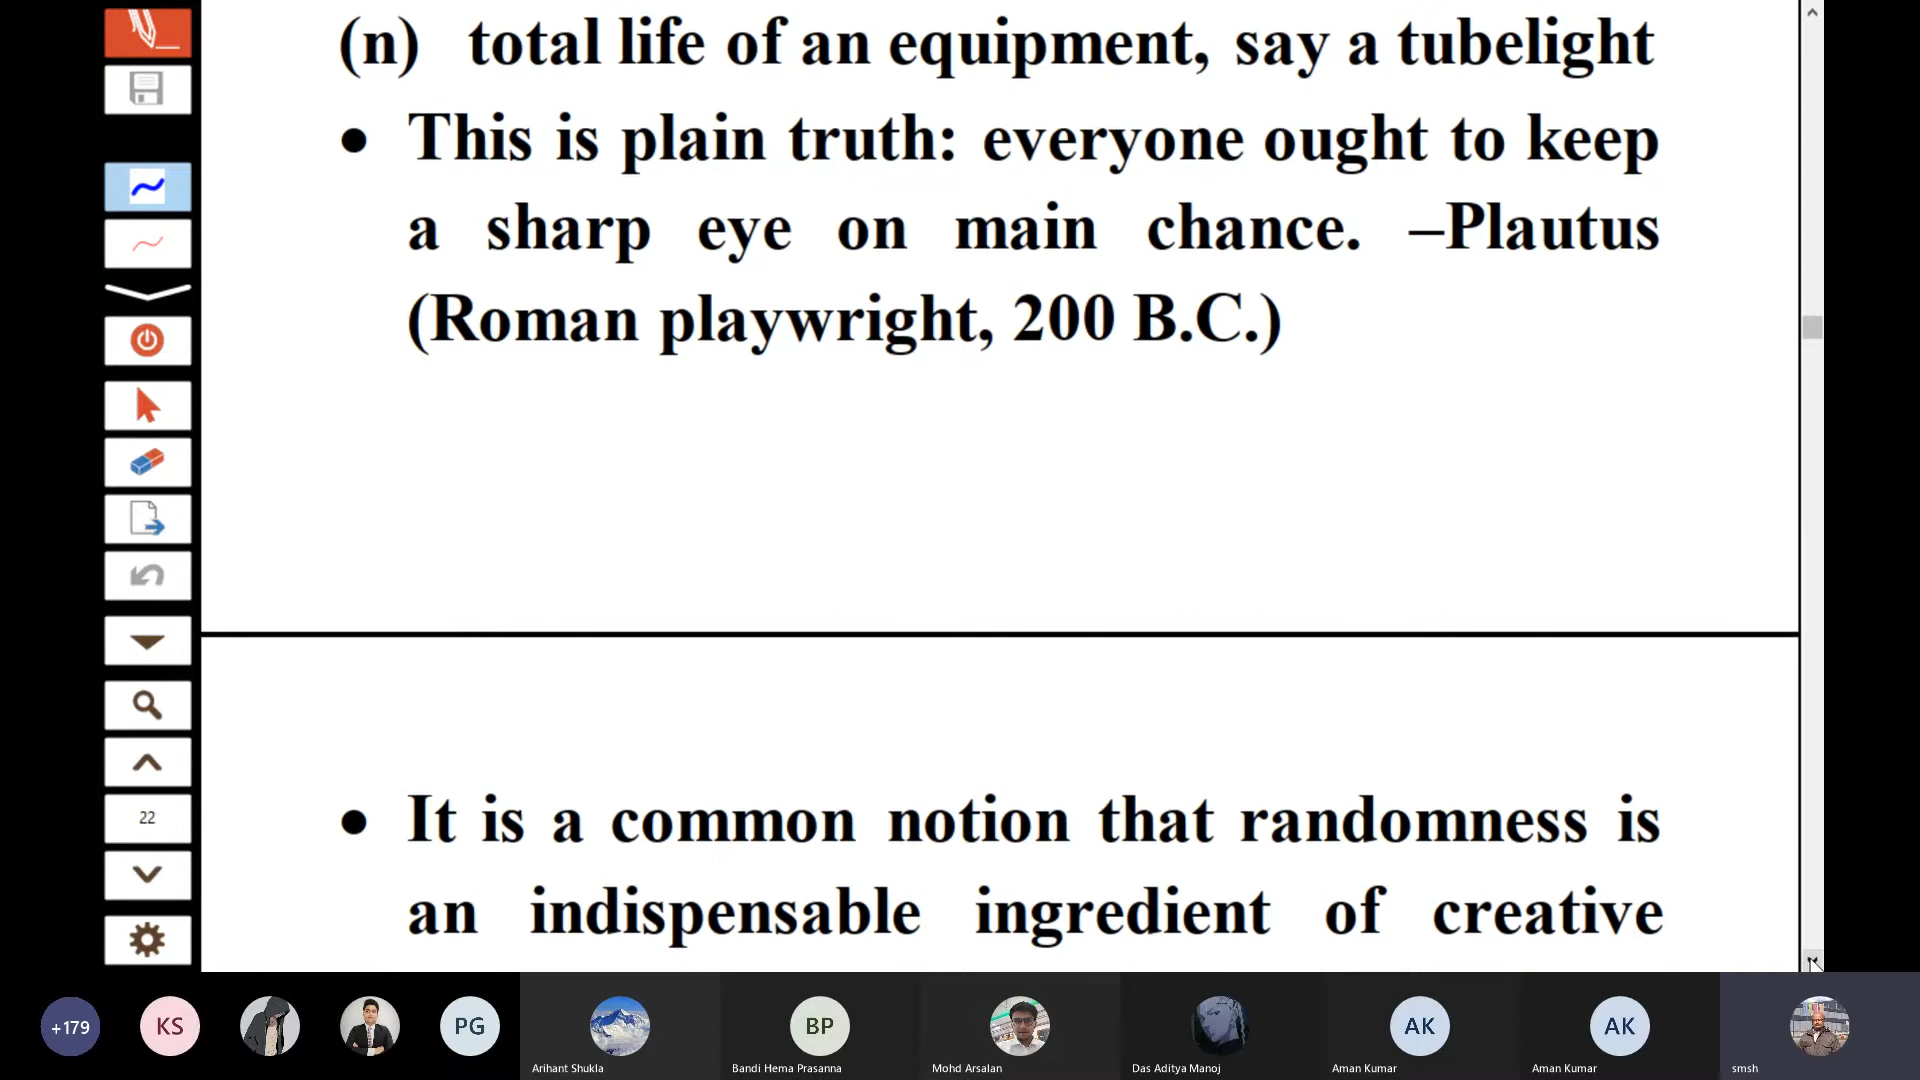 (n) total life of an equipment, say a tubelight
• This is plain truth: everyone ought to keep
a sharp eye on main chance. –Plautus
(Roman playwright, 200 B.C.)
22
• It is a common notion that randomness is
an indispensable ingredient of creative
+179
KS
PG
Arihant Shukla
BP
Bandi Hema Prasanna
Mohd Arsalan
Das Aditya Manoj
AK
Aman Kumar
AK
Aman Kumar
smsh